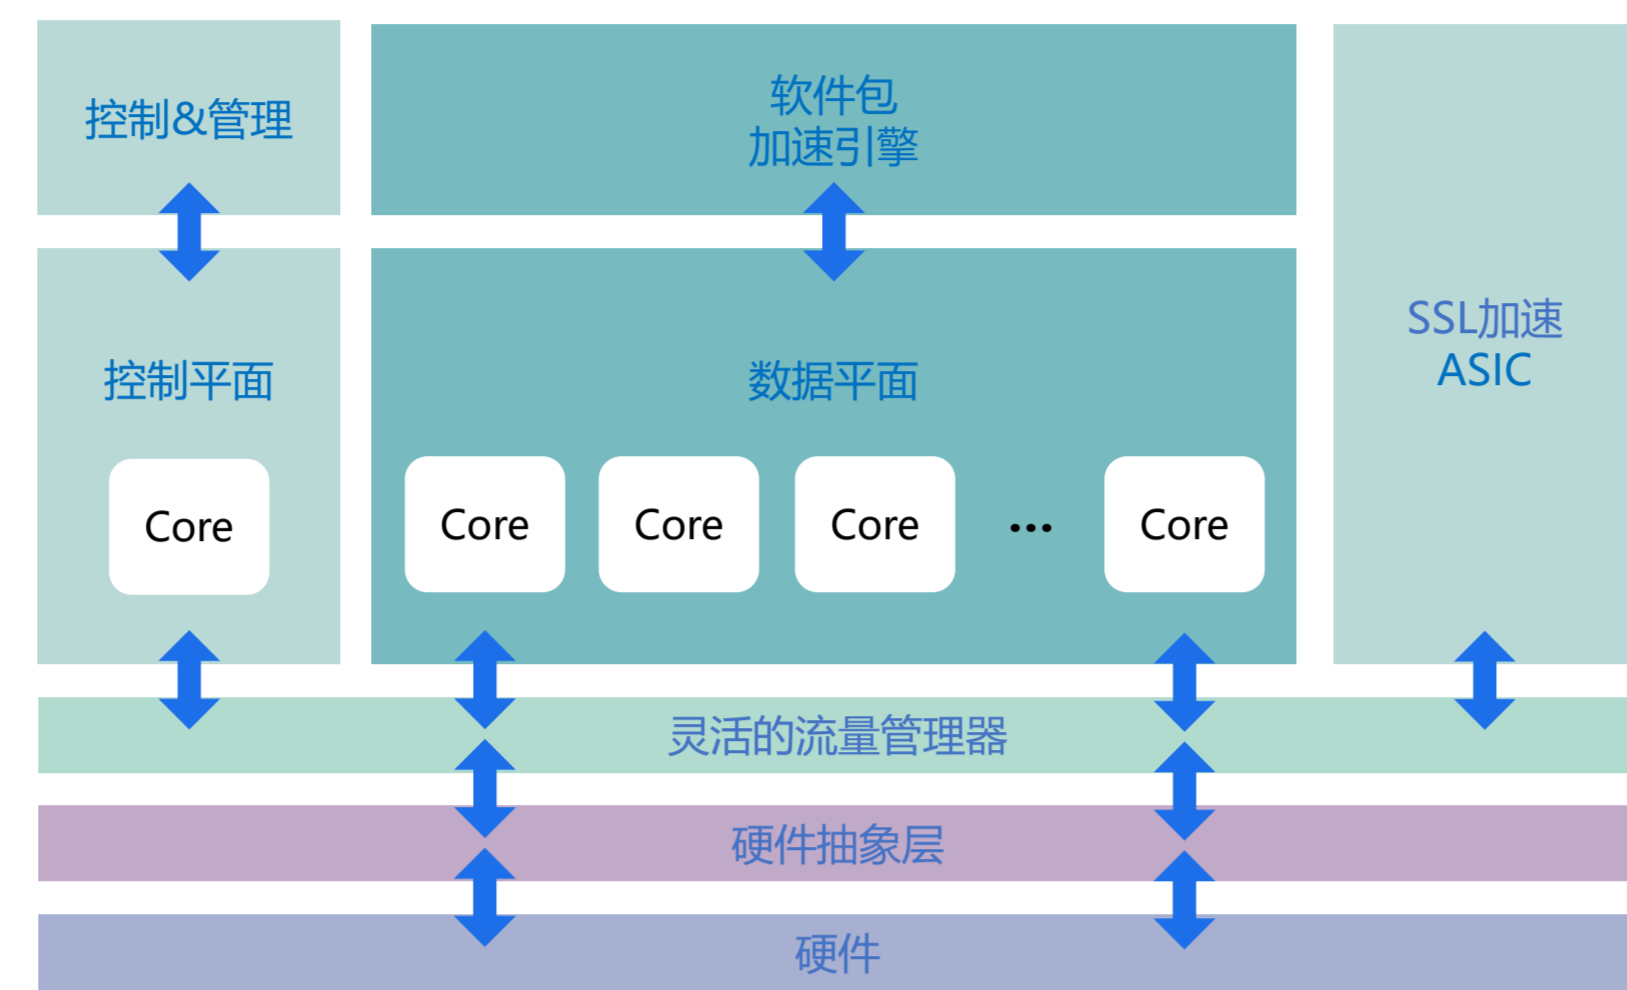 控制&管理
软件包
加速引擎
SSL加速
ASIC
控制平面
数据平面
Core
Core
Core
Core
...
Core
灵活的流量管理器
硬件抽象层
硬件